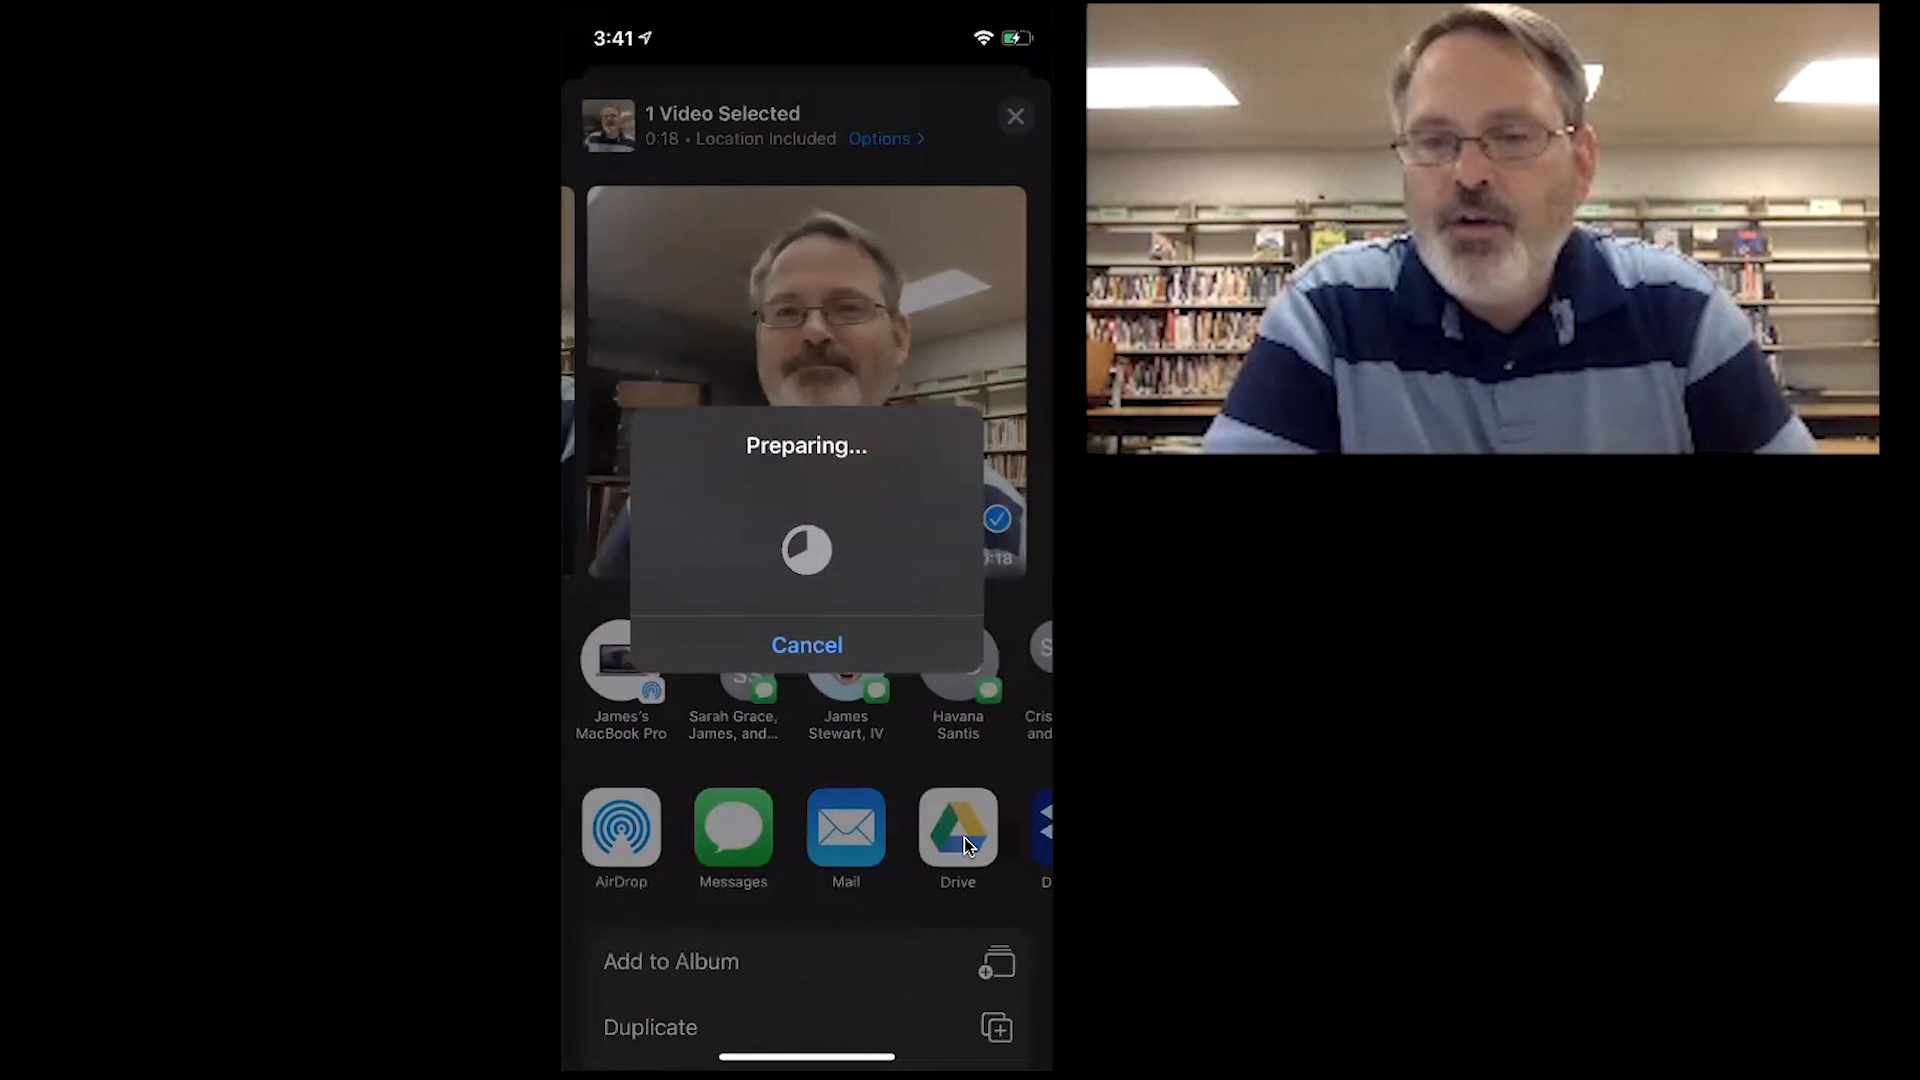 3:41
1 Video Selected
0:18 • Location Included Options >
Preparing...
:18
Cancel
James's
MacBook Pro
Sarah Grace,
James, and...
James
Stewart, IV
Havana
Santis
Cris
and
AirDrop
Messages
Mail
Drive
D
Add to Album
Duplicate